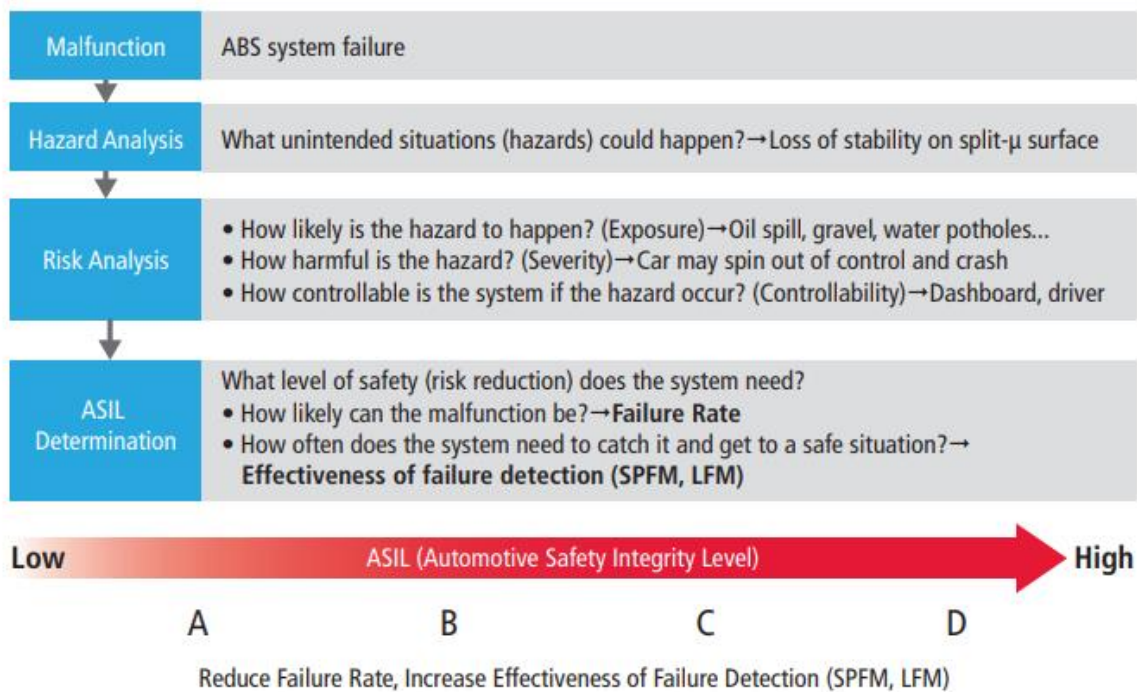 Malfunction
ABS system failure
Hazard Analysis
What unintended situations (hazards) could happen?→Loss of stability on split-μ surface
Risk Analysis
• How likely is the hazard to happen? (Exposure)→Oil spill, gravel, water potholes...
• How harmful is the hazard? (Severity)→Car may spin out of control and crash
• How controllable is the system if the hazard occur? (Controllability)→Dashboard, driver
ASIL
Determination
What level of safety (risk reduction) does the system need?
• How likely can the malfunction be?→Failure Rate
• How often does the system need to catch it and get to a safe situation?→
Effectiveness of failure detection (SPFM, LFM)
Low
ASIL (Automotive Safety Integrity Level)
High
A B C D
Reduce Failure Rate, Increase Effectiveness of Failure Detection (SPFM, LFM)